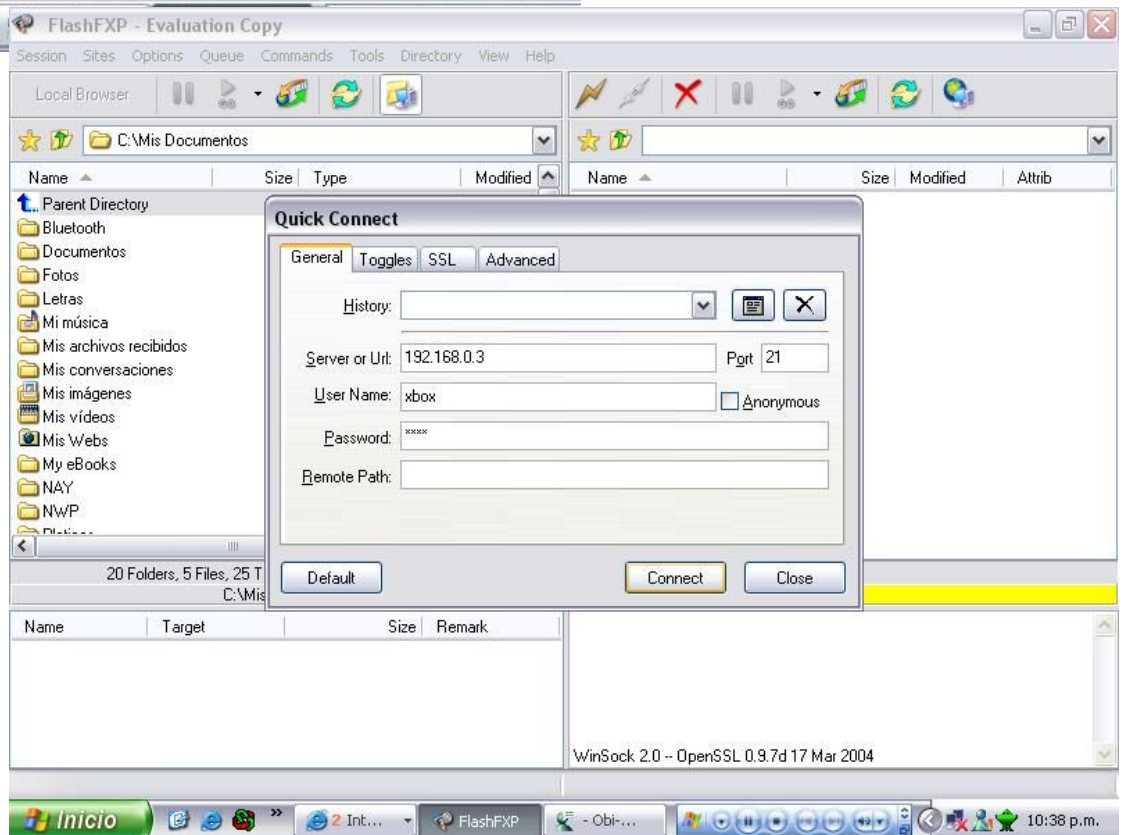 FlashFXP - Evaluation Copy
Session Sites Options Queue Commands Tools Directory View Help
Local Browser
C:\Mis Documentos
Name Size Type Modified
Name Size Modified Attrib
Parent Directory
Bluetooth
Documentos
Fotos
Letras
Mi música
Mis archivos recibidos
Mis conversaciones
Mis imágenes
Mis vídeos
Mis Webs
My eBooks
NAY
NWP
Quick Connect
General Toggles SSL Advanced
History:
Server or Url: 192.168.0.3 Port 21
User Name: xbox Anonymous
Password: ****
Remote Path:
Default Connect Close
20 Folders, 5 Files, 25 T
C:\Mis
Name Target Size Remark
WinSock 2.0 -- OpenSSL 0.9.7d 17 Mar 2004
Inicio » 2 Int... FlashFXP - Obi-... 10:38 p.m.